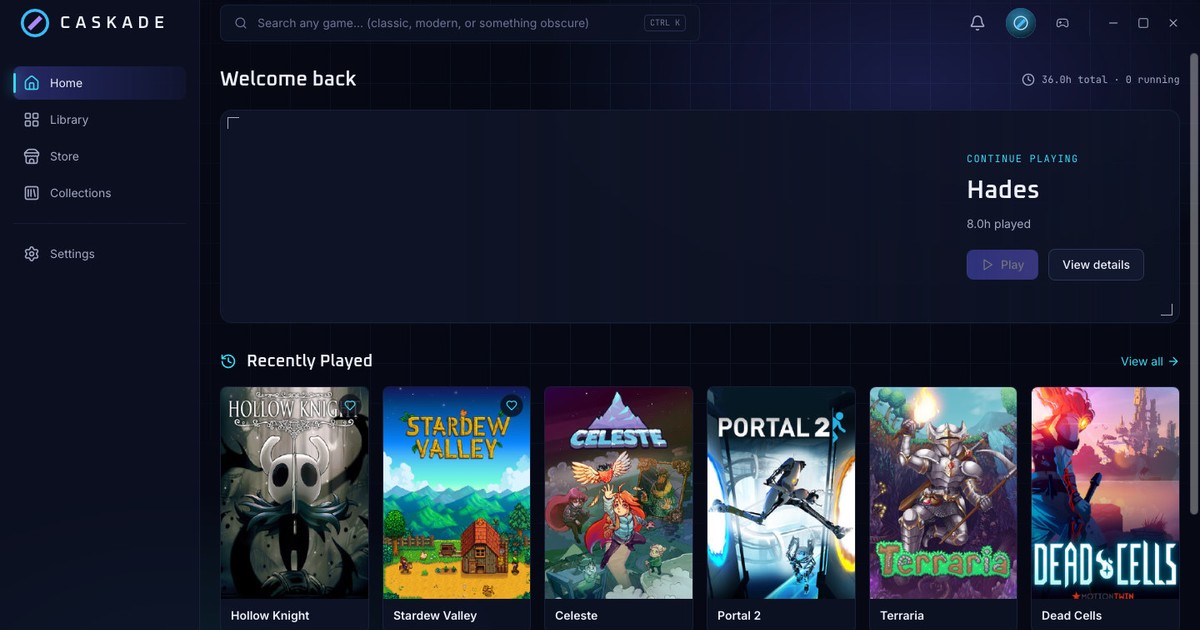 CASKADE
Search any game... (classic, modern, or something obscure)
CTRL K
Home
Library
Store
Collections
Settings
Welcome back
36.0h total · 0 running
CONTINUE PLAYING
Hades
8.0h played
Play
View details
Recently Played
View all
HOLLOW KNIG
STARDEW
VALLEY
CELESTE
PORTAL 2
Terraria
DEAD CELLS
MOTION TWIN
Hollow Knight
Stardew Valley
Celeste
Portal 2
Terraria
Dead Cells